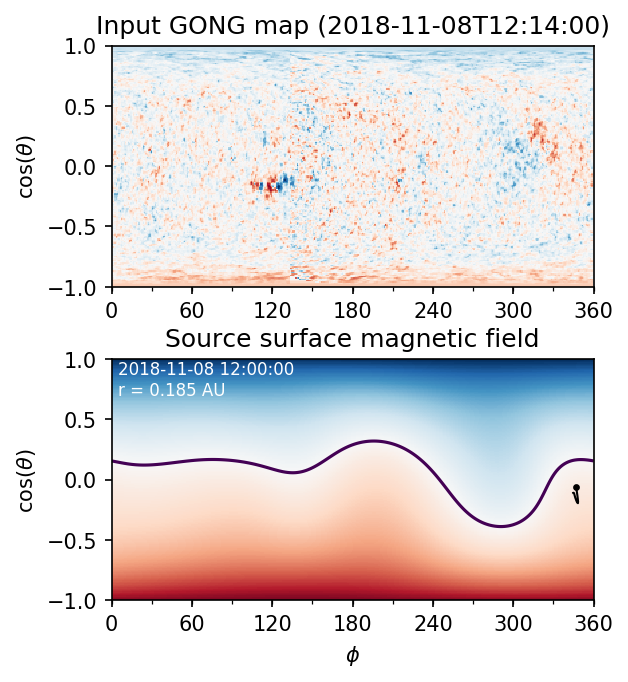 Input GONG map (2018-11-08T12:14:00)
1.0
0.5
0.0
−0.5
−1.0
cos(θ)
0 60 120 180 240 300 360
Source surface magnetic field
2018-11-08 12:00:00
r = 0.185 AU
1.0
0.5
0.0
−0.5
−1.0
cos(θ)
0 60 120 180 240 300 360
ϕ